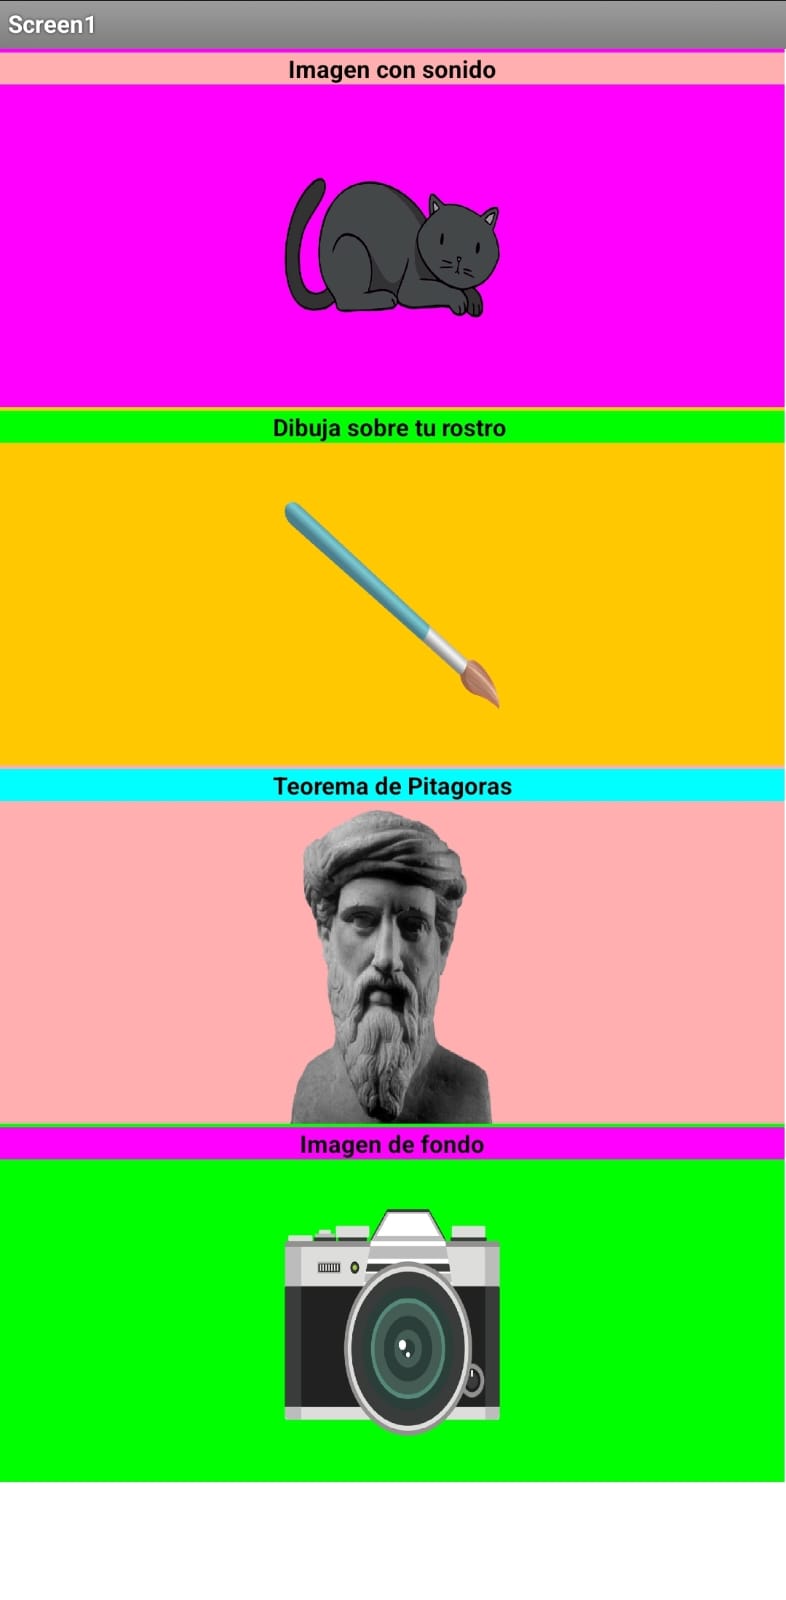 Screen1
Imagen con sonido
Dibuja sobre tu rostro
Teorema de Pitagoras
Imagen de fondo